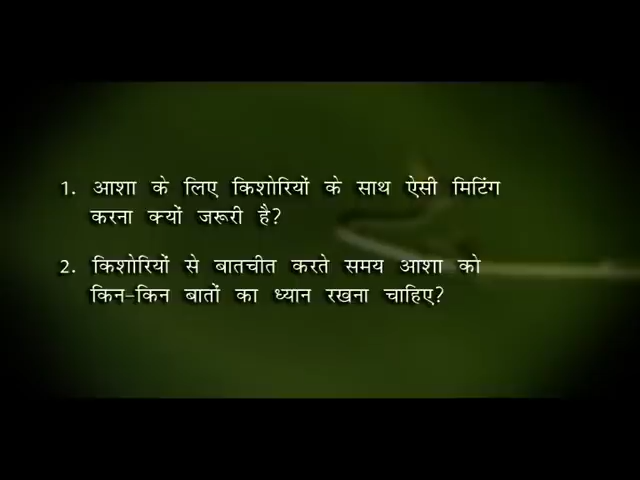 1. आशा के लिए किशोरियों के साथ ऐसी मिटिंग
करना क्यों जरूरी है?
2. किशोरियों से बातचीत करते समय आशा को
किन-किन बातों का ध्यान रखना चाहिए?